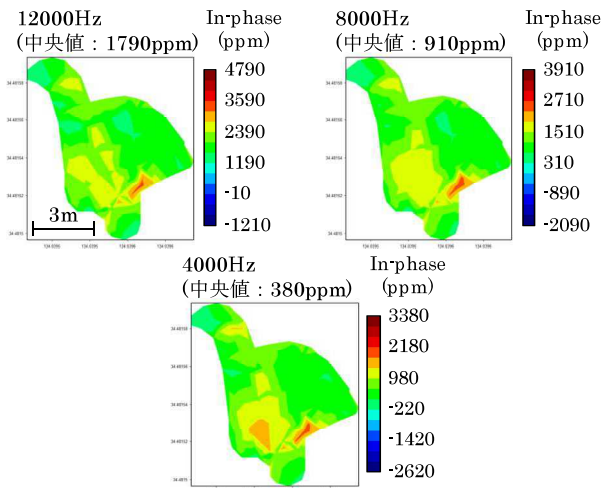 12000Hz
(中央値：1790ppm)
In-phase
(ppm)
4790
3590
2390
1190
-10
-1210
3m
8000Hz
(中央値：910ppm)
In-phase
(ppm)
3910
2710
1510
310
-890
-2090
4000Hz
(中央値：380ppm)
In-phase
(ppm)
3380
2180
980
-220
-1420
-2620